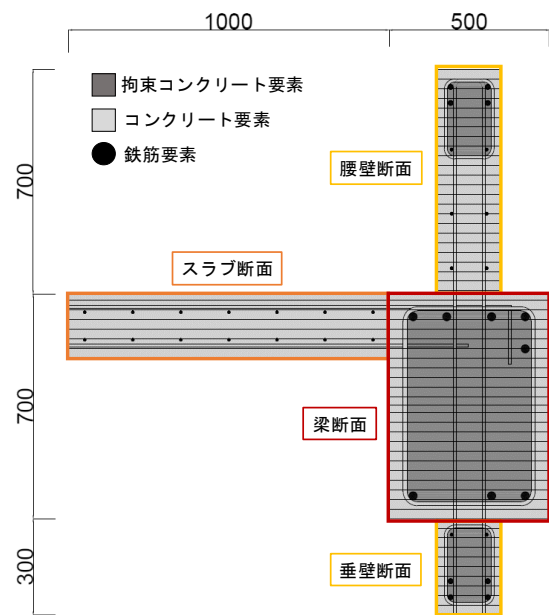 1000
500
拘束コンクリート要素
コンクリート要素
鉄筋要素
700
腰壁断面
スラブ断面
700
梁断面
300
垂壁断面